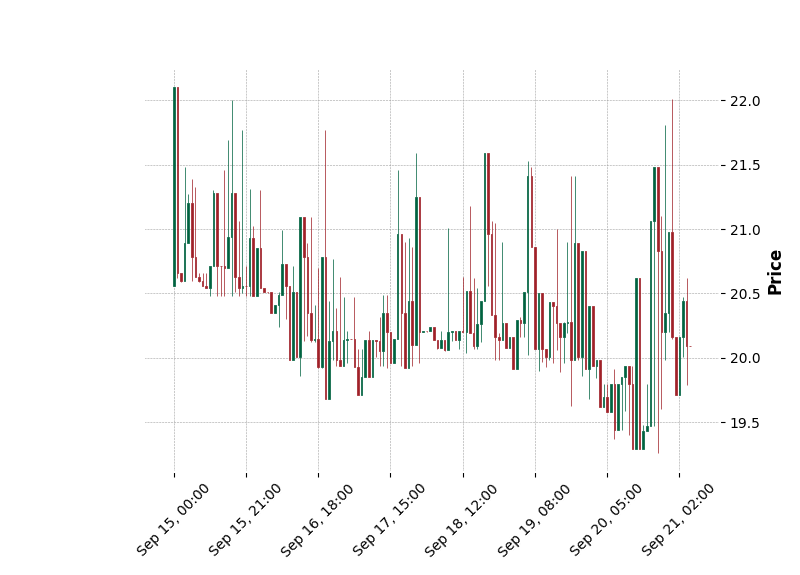 22.0
21.5
21.0
20.5
20.0
19.5
Price
Sep 15, 00:00
Sep 15, 21:00
Sep 16, 18:00
Sep 17, 15:00
Sep 18, 12:00
Sep 19, 08:00
Sep 20, 05:00
Sep 21, 02:00